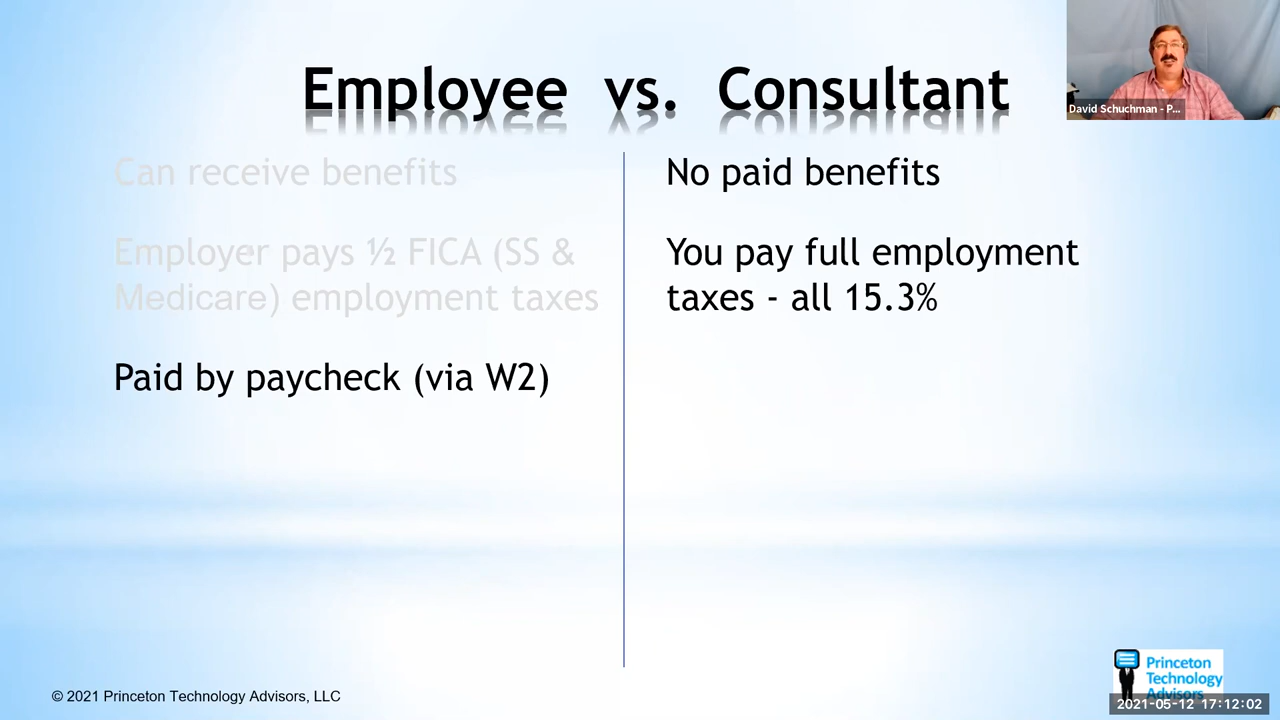 Employee vs. Consultant
David Schuchman - P...
Can receive benefits
Employer pays ½ FICA (SS &
Medicare) employment taxes
Paid by paycheck (via W2)
No paid benefits
You pay full employment
taxes - all 15.3%
© 2021 Princeton Technology Advisors, LLC
Princeton
Technology
Advisors
2021-05-12 17:12:02